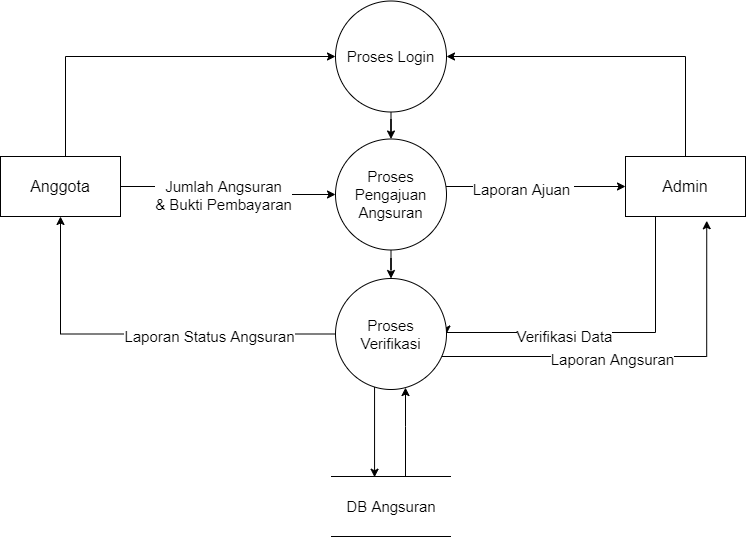 Proses Login
Anggota
Jumlah Angsuran
& Bukti Pembayaran
Proses
Pengajuan
Angsuran
Laporan Ajuan
Admin
Laporan Status Angsuran
Proses
Verifikasi
Verifikasi Data
Laporan Angsuran
DB Angsuran